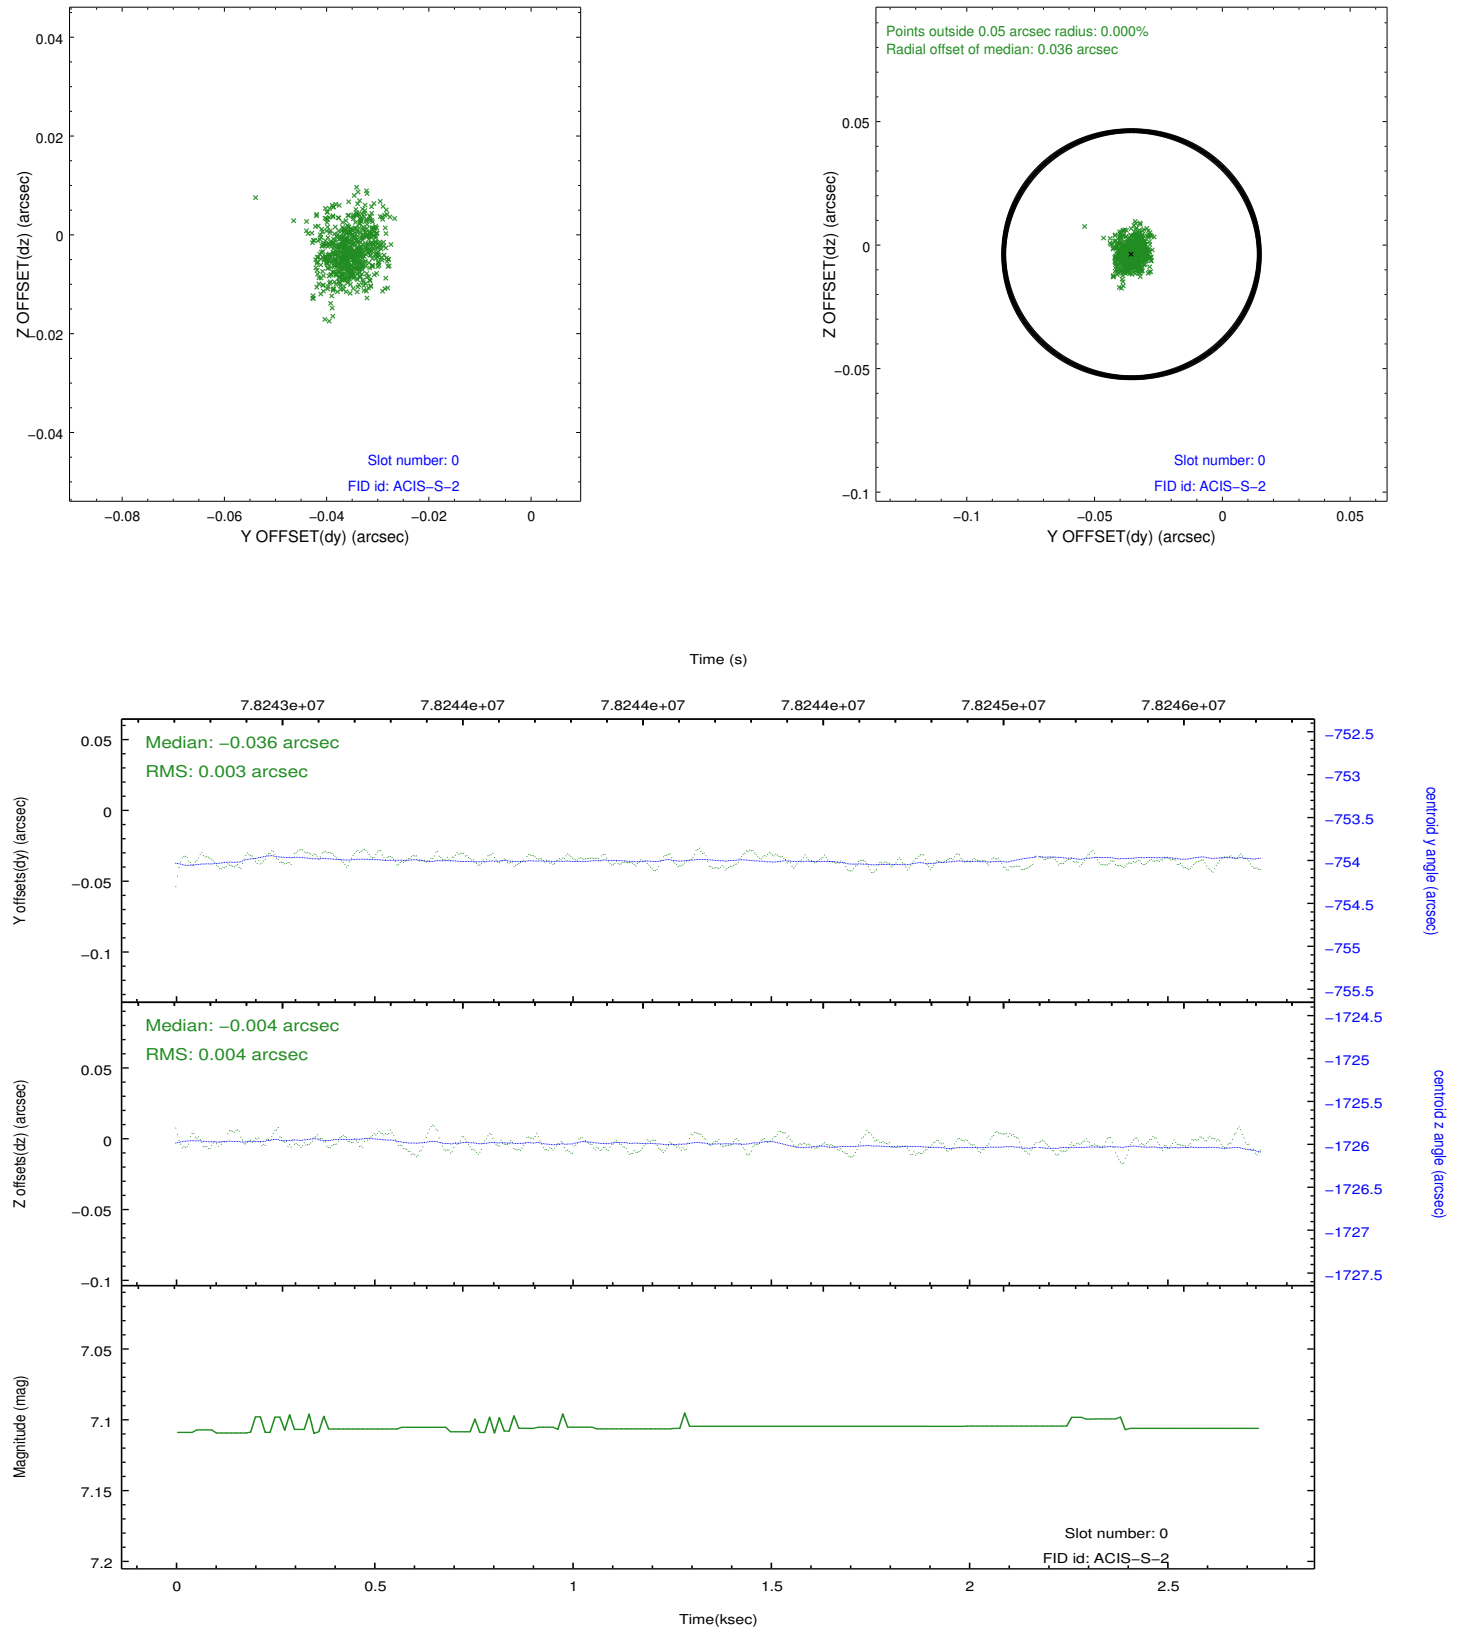 0.04
0.02
0
−0.02
−0.04
Z OFFSET(dz) (arcsec)
Slot number: 0
FID id: ACIS−S−2
−0.08
−0.06
−0.04
−0.02
0
Y OFFSET(dy) (arcsec)
Points outside 0.05 arcsec radius: 0.000%
Radial offset of median: 0.036 arcsec
0.05
0
−0.05
−0.1
Z OFFSET(dz) (arcsec)
Slot number: 0
FID id: ACIS−S−2
−0.1
−0.05
0
0.05
Y OFFSET(dy) (arcsec)
Time (s)
7.8243e+07
7.8244e+07
7.8244e+07
7.8244e+07
7.8245e+07
7.8246e+07
Median: −0.036 arcsec
RMS: 0.003 arcsec
0.05
0
−0.05
−0.1
Y offsets(dy) (arcsec)
−752.5
−753
−753.5
−754
−754.5
−755
−755.5
centroid y angle (arcsec)
Median: −0.004 arcsec
RMS: 0.004 arcsec
0.05
0
−0.05
−0.1
Z offsets(dz) (arcsec)
−1724.5
−1725
−1725.5
−1726
−1726.5
−1727
−1727.5
centroid z angle (arcsec)
7.05
7.1
7.15
7.2
Magnitude (mag)
Slot number: 0
FID id: ACIS−S−2
0
0.5
1
1.5
2
2.5
Time(ksec)